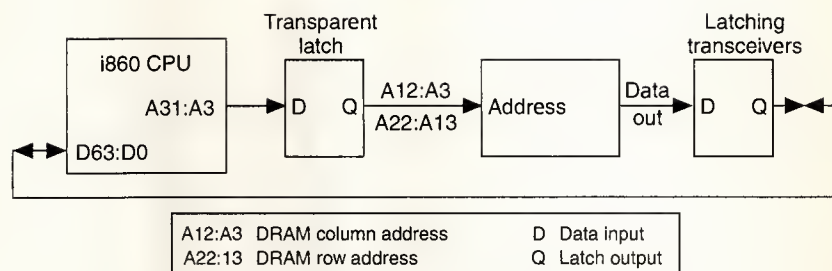 Transparent
latch
Latching
transceivers
i860 CPU
A31:A3
D63:D0
D Q
A12:A3
A22:A13
Address
Data
out
D Q
A12:A3 DRAM column address D Data input
A22:13 DRAM row address Q Latch output